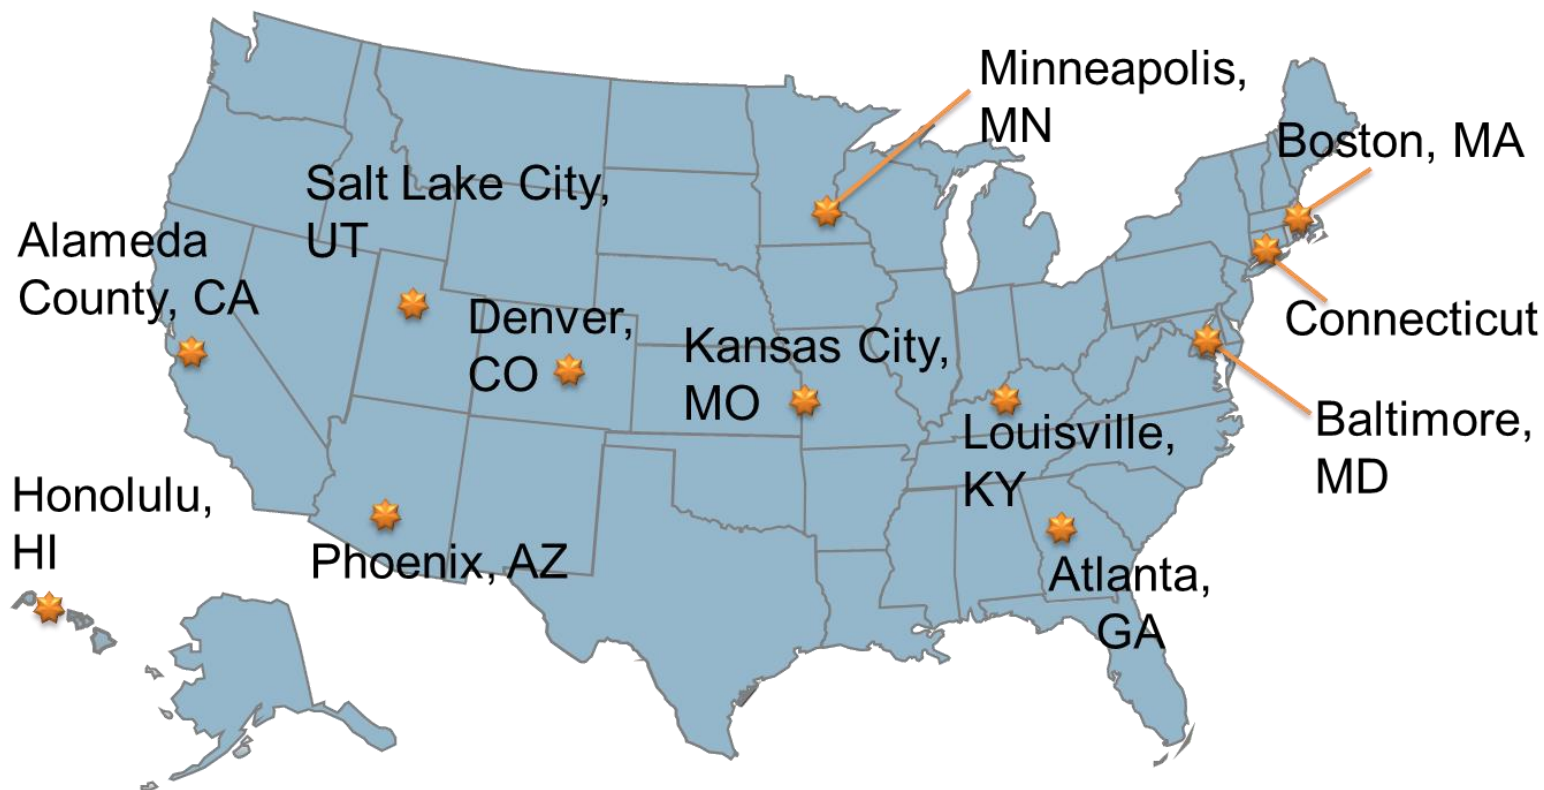 Minneapolis,
MN
Boston, MA
Salt Lake City,
UT
Alameda
County, CA
Denver,
CO
Connecticut
Kansas City,
MO
Baltimore,
MD
Louisville,
KY
Honolulu,
HI
Phoenix, AZ
Atlanta,
GA